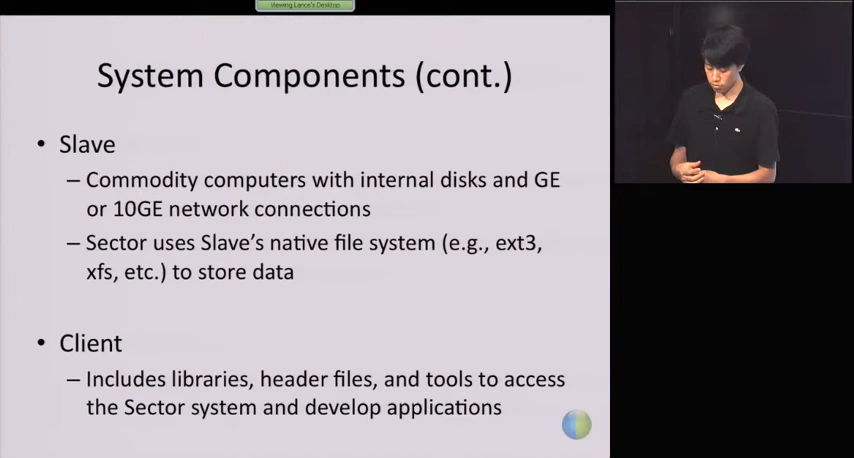 Viewing Lance's Desktop
System Components (cont.)
• Slave
– Commodity computers with internal disks and GE
or 10GE network connections
– Sector uses Slave's native file system (e.g., ext3,
xfs, etc.) to store data
• Client
– Includes libraries, header files, and tools to access
the Sector system and develop applications